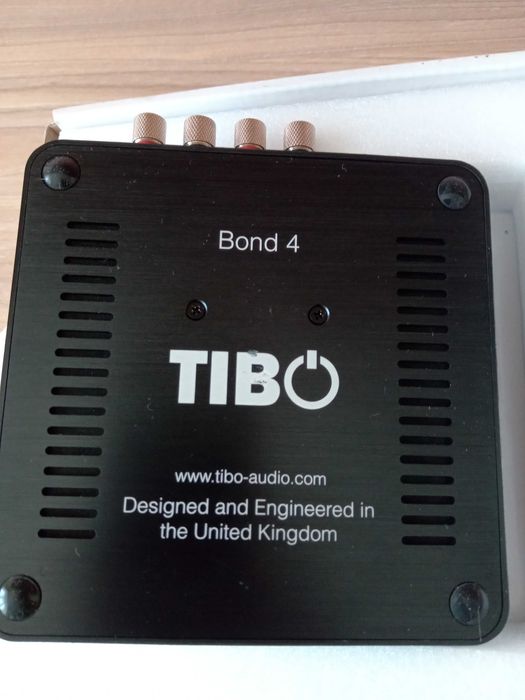 Bond 4
TIBO
www.tibo-audio.com
Designed and Engineered in
the United Kingdom